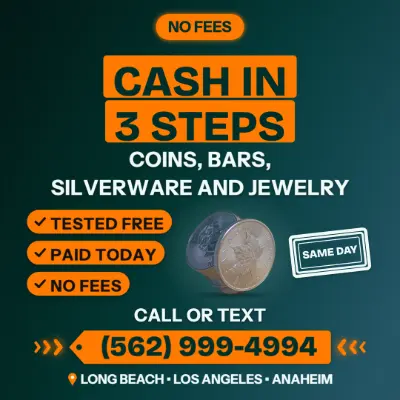 NO FEES
CASH IN
3 STEPS
COINS, BARS,
SILVERWARE AND JEWELRY
TESTED FREE
PAID TODAY
NO FEES
SAME DAY
CALL OR TEXT
(562) 999-4994
LONG BEACH • LOS ANGELES • ANAHEIM